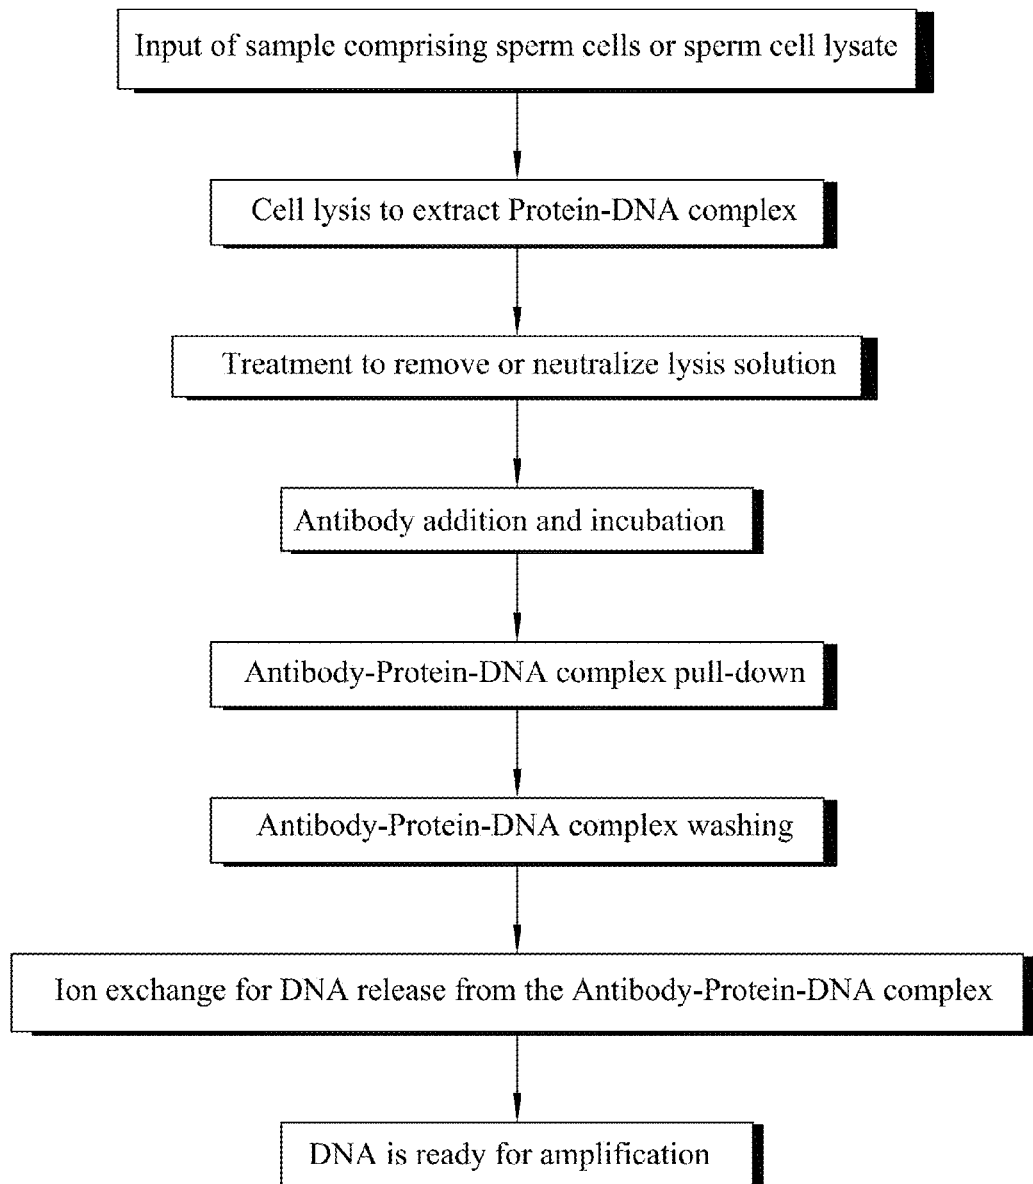 Input of sample comprising sperm cells or sperm cell lysate
Cell lysis to extract Protein-DNA complex
Treatment to remove or neutralize lysis solution
Antibody addition and incubation
Antibody-Protein-DNA complex pull-down
Antibody-Protein-DNA complex washing
Ion exchange for DNA release from the Antibody-Protein-DNA complex
DNA is ready for amplification